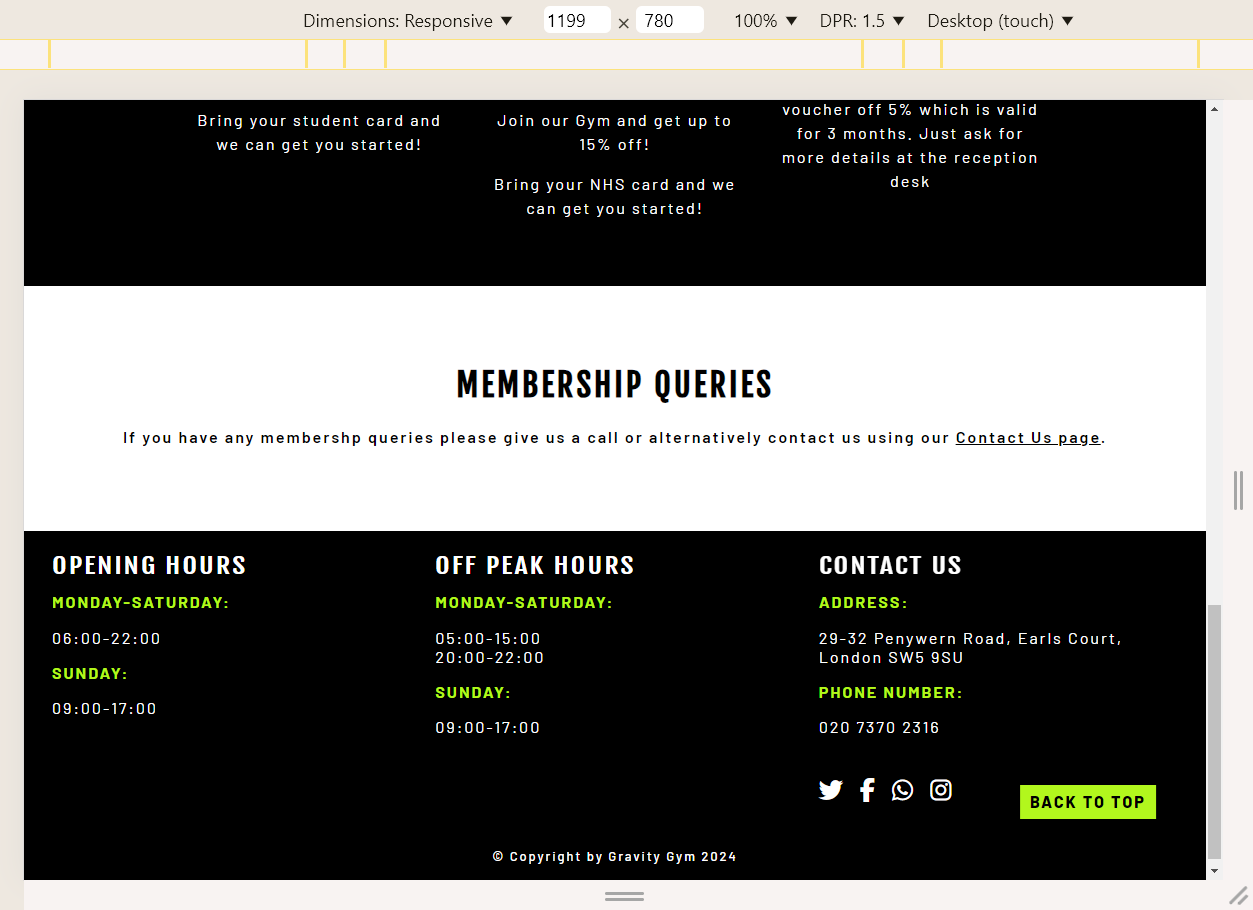 Dimensions: Responsive ▼ 1199 × 780 100% ▼ DPR: 1.5 ▼ Desktop (touch) ▼
Bring your student card and
we can get you started!
Join our Gym and get up to
15% off!
Bring your NHS card and we
can get you started!
voucher off 5% which is valid
for 3 months. Just ask for
more details at the reception
desk
MEMBERSHIP QUERIES
If you have any membershp queries please give us a call or alternatively contact us using our Contact Us page.
OPENING HOURS
MONDAY-SATURDAY:
06:00-22:00
SUNDAY:
09:00-17:00
OFF PEAK HOURS
MONDAY-SATURDAY:
05:00-15:00
20:00-22:00
SUNDAY:
09:00-17:00
CONTACT US
ADDRESS:
29-32 Penywern Road, Earls Court,
London SW5 9SU
PHONE NUMBER:
020 7370 2316
BACK TO TOP
© Copyright by Gravity Gym 2024